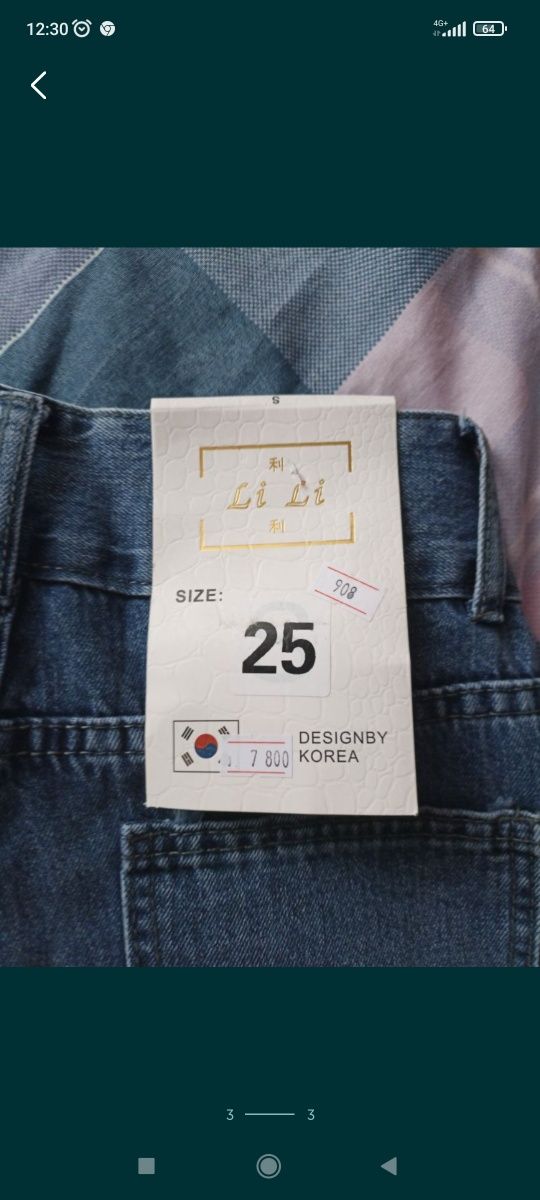 12:30
4G+
64
S
利
Li Li
利
SIZE:
908
25
DESIGNBY
KOREA
7 800
3
3